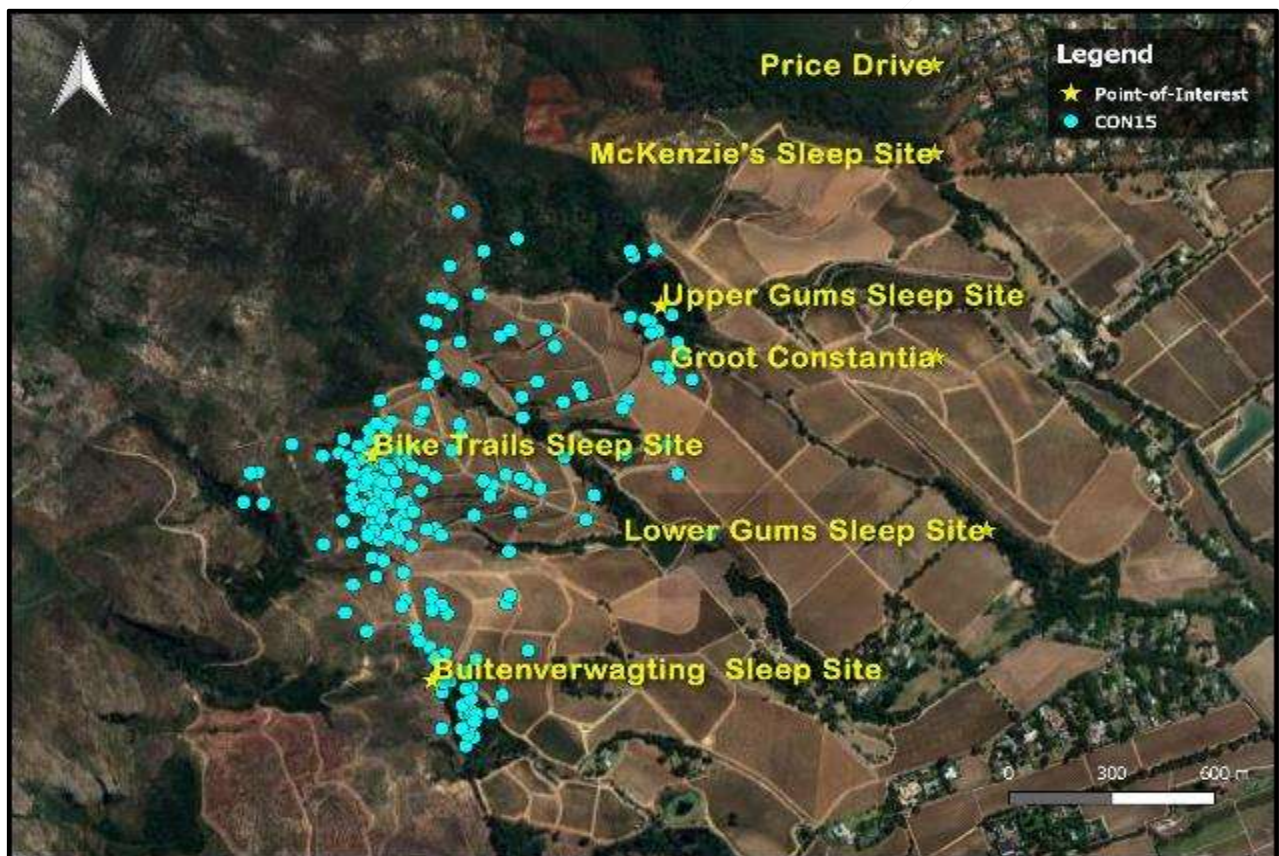 Price Drive
Legend
Point-of-Interest
CON15
McKenzie's Sleep Site
Upper Gums Sleep Site
Groot Constantia
Bike Trails Sleep Site
Lower Gums Sleep Site
Buitenverwagting Sleep Site
0 300 600 m